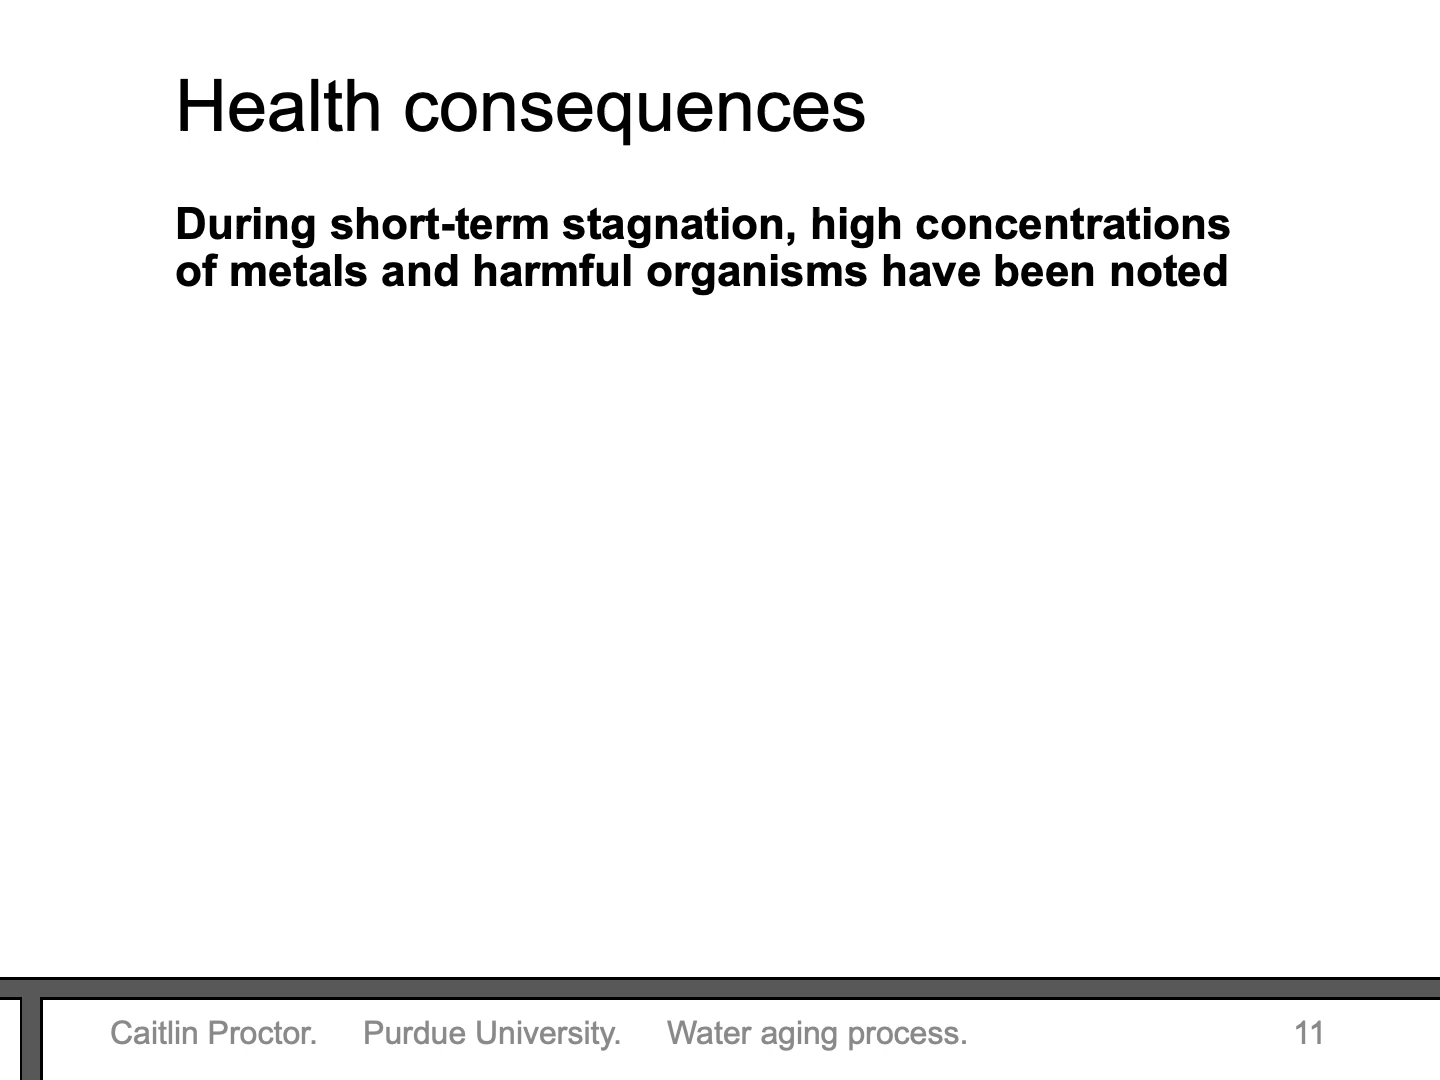 Health consequences
During short-term stagnation, high concentrations
of metals and harmful organisms have been noted
Caitlin Proctor. Purdue University. Water aging process. 11